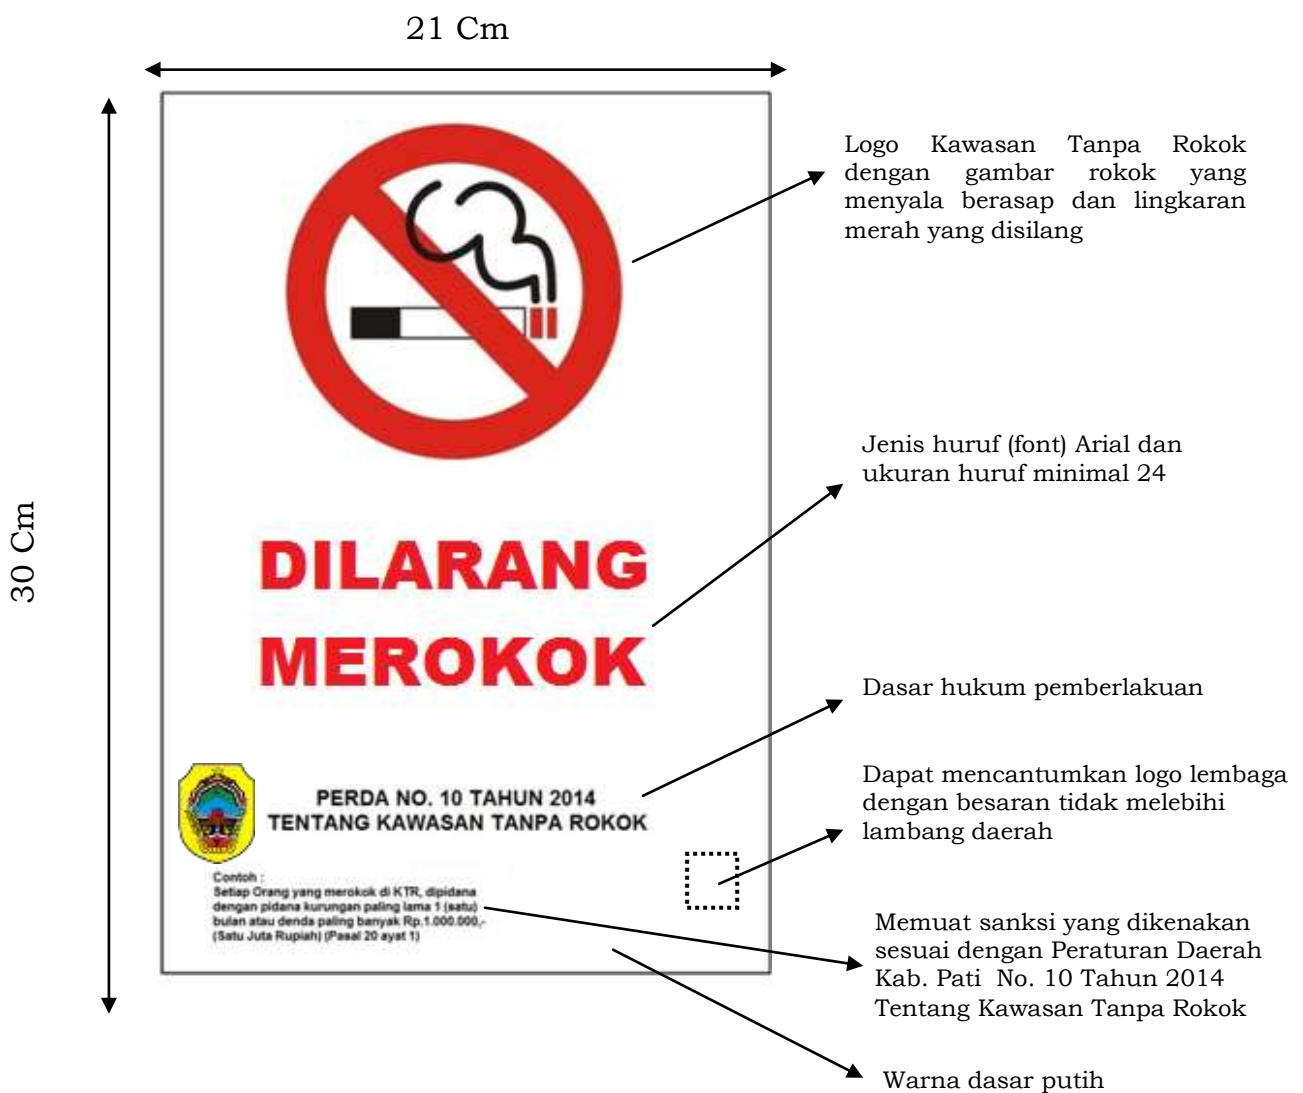 21 Cm
30 Cm
Logo Kawasan Tanpa Rokok
dengan gambar rokok yang
menyala berasap dan lingkaran
merah yang disilang
Jenis huruf (font) Arial dan
ukuran huruf minimal 24
DILARANG
MEROKOK
Dasar hukum pemberlakuan
PERDA NO. 10 TAHUN 2014
TENTANG KAWASAN TANPA ROKOK
Dapat mencantumkan logo lembaga
dengan besaran tidak melebihi
lambang daerah
Contoh :
Setiap Orang yang merokok di KTR, dipidana
dengan pidana kurungan paling lama 1 (satu)
bulan atau denda paling banyak Rp.1.000.000,-
(Satu Juta Rupiah) (Pasal 20 ayat 1)
Memuat sanksi yang dikenakan
sesuai dengan Peraturan Daerah
Kab. Pati No. 10 Tahun 2014
Tentang Kawasan Tanpa Rokok
Warna dasar putih